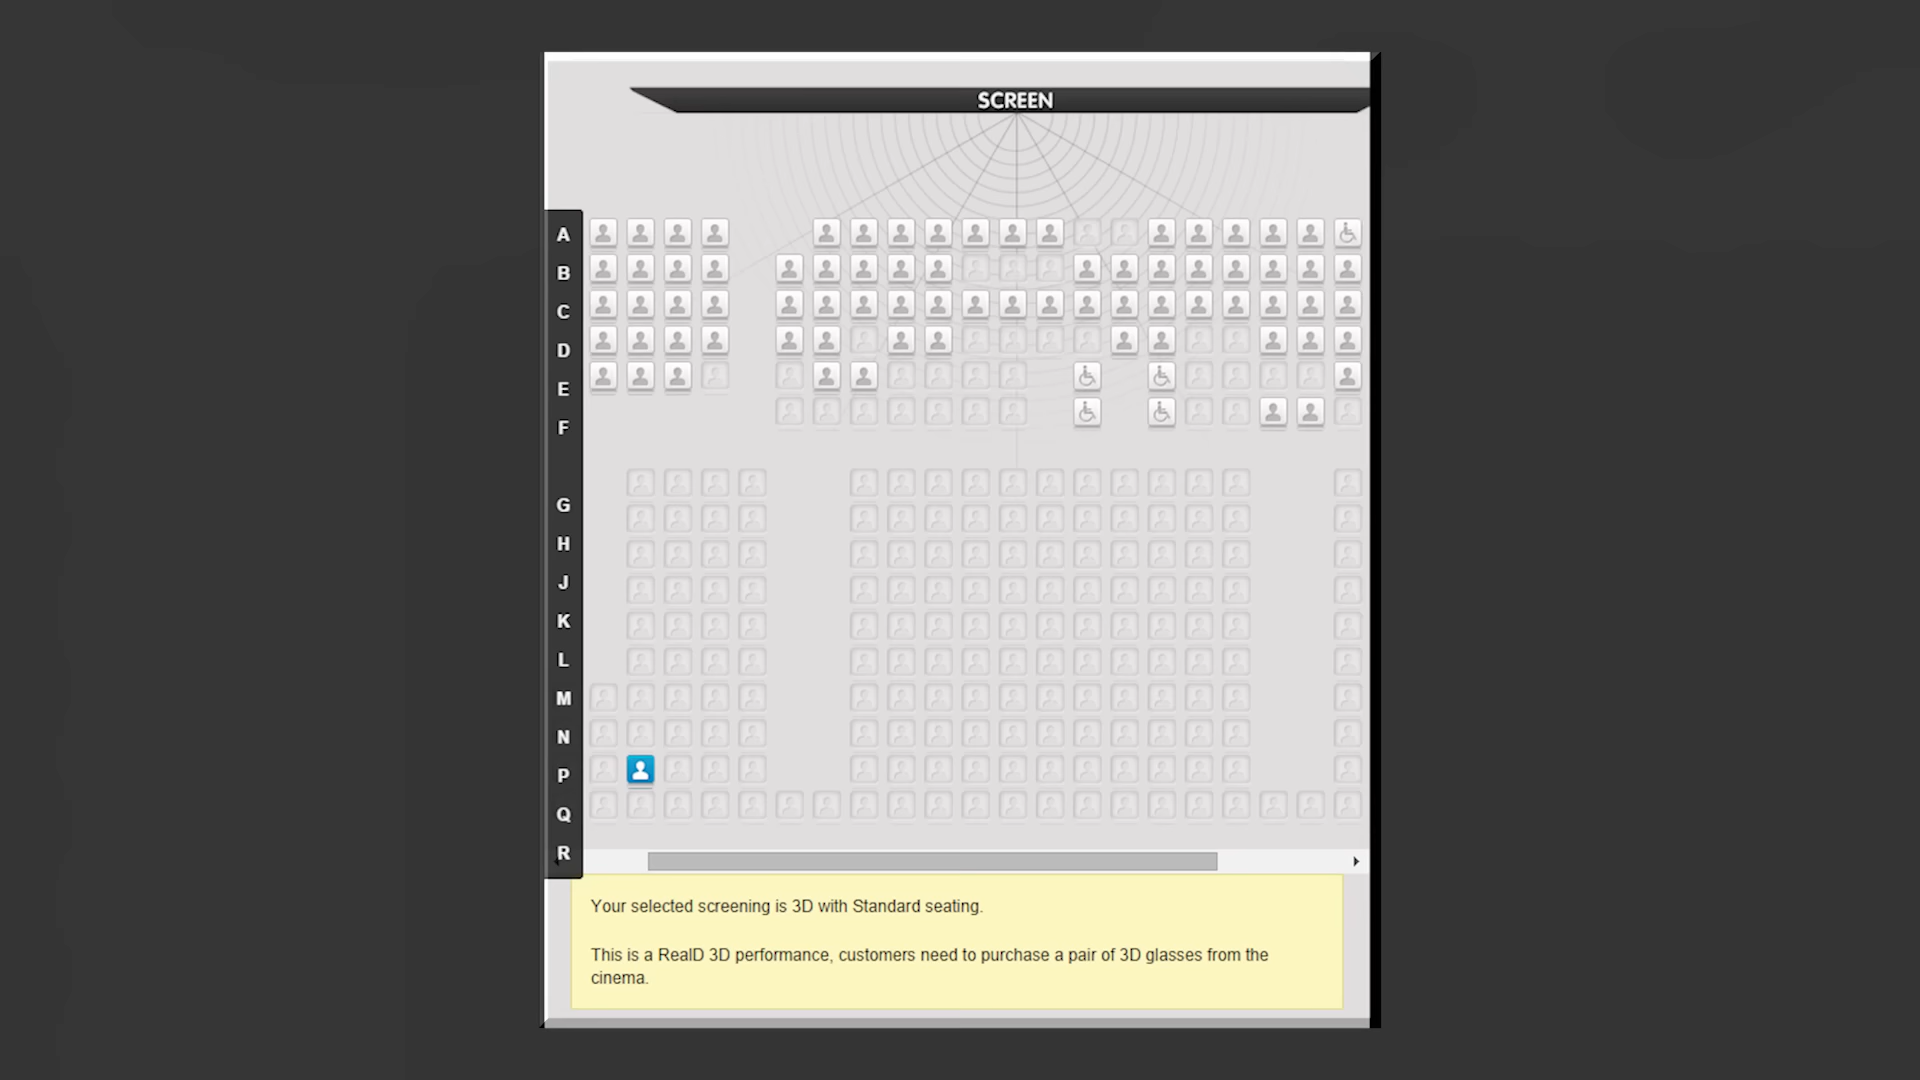 SCREEN
A
B
C
D
E
F
G
H
J
K
L
M
N
P
Q
R
Your selected screening is 3D with Standard seating.
This is a RealD 3D performance, customers need to purchase a pair of 3D glasses from the
cinema.